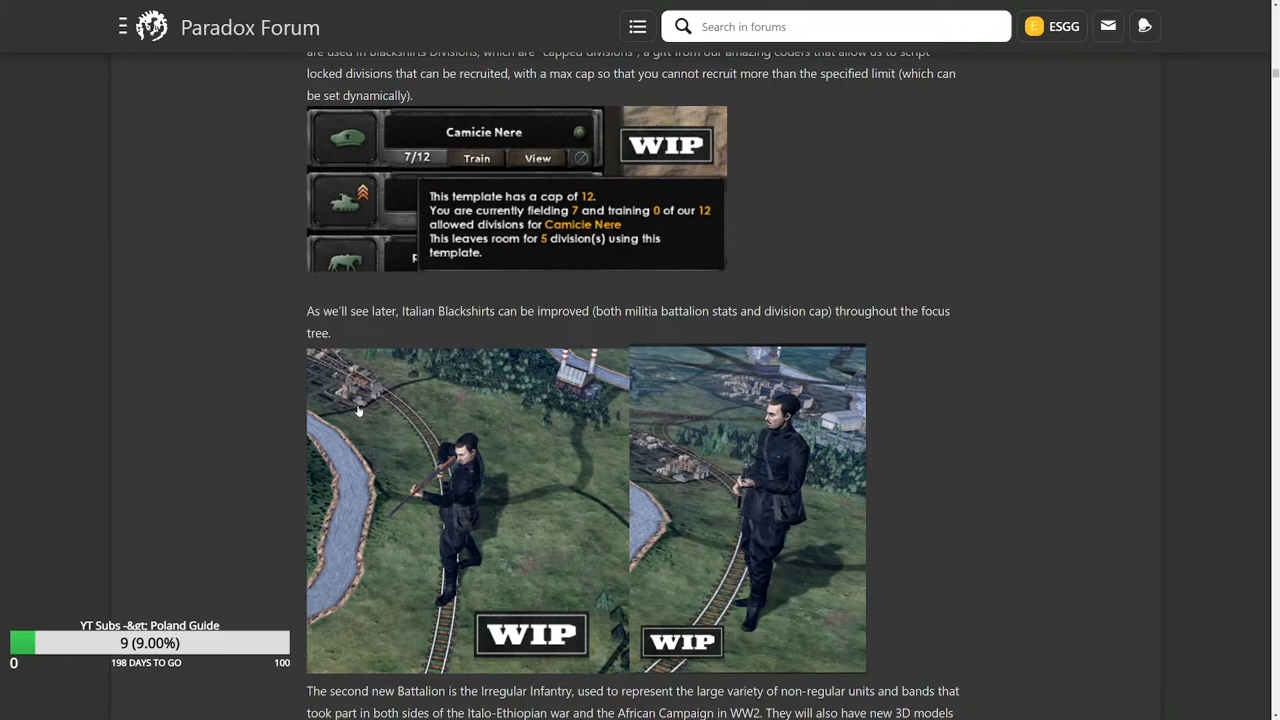 Paradox Forum
Search in forums
E ESGG
are used in Blackshirts Divisions, which are "capped divisions", a gift from our amazing coders that allow us to script
locked divisions that can be recruited, with a max cap so that you cannot recruit more than the specified limit (which can
be set dynamically).
Camicie Nere
7/12 Train View
WIP
This template has a cap of 12.
You are currently fielding 7 and training 0 of our 12
allowed divisions for Camicie Nere
This leaves room for 5 division(s) using this
template.
As we'll see later, Italian Blackshirts can be improved (both militia battalion stats and division cap) throughout the focus
tree.
WIP
WIP
YT Subs -&gt; Poland Guide
9 (9.00%)
0 198 DAYS TO GO 100
The second new Battalion is the Irregular Infantry, used to represent the large variety of non-regular units and bands that
took part in both sides of the Italo-Ethiopian war and the African Campaign in WW2. They will also have new 3D models